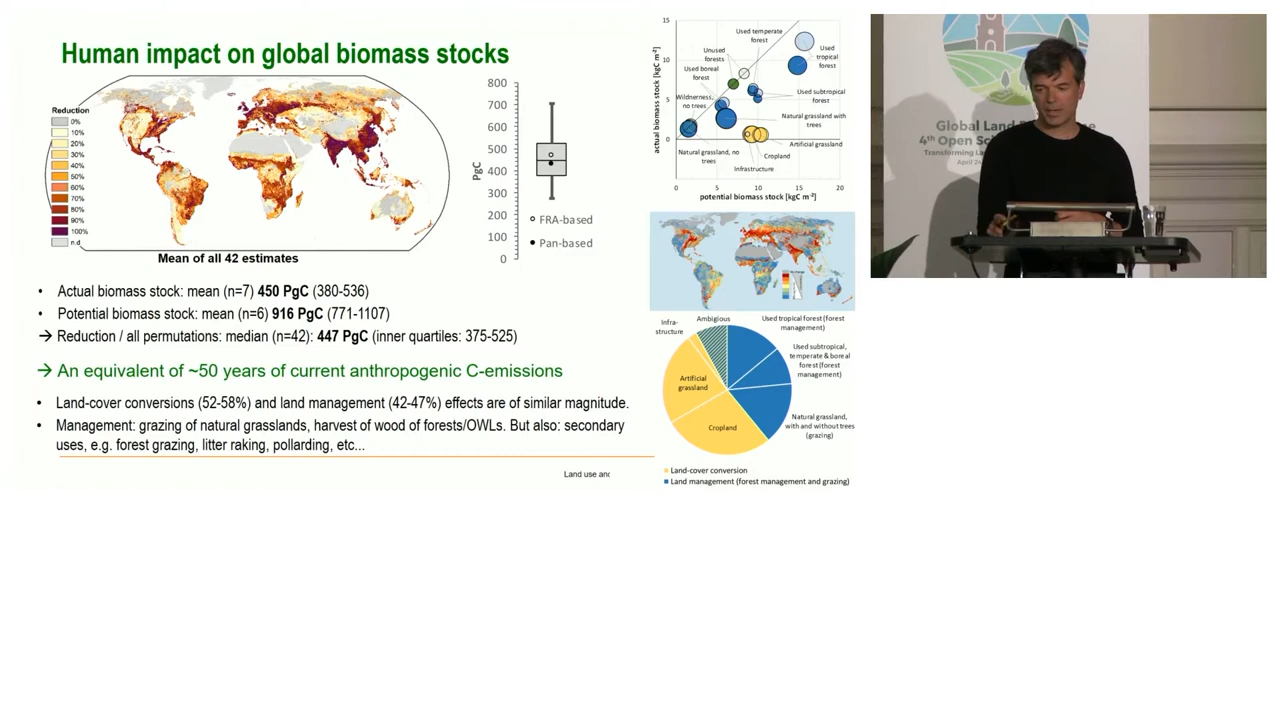 Human impact on global biomass stocks
Reduction
0%
10%
20%
30%
40%
50%
60%
70%
80%
90%
100%
n.d
Mean of all 42 estimates
800
700
600
500
400
300
200
100
0
PgC
FRA-based
Pan-based
• Actual biomass stock: mean (n=7) 450 PgC (380-536)
• Potential biomass stock: mean (n=6) 916 PgC (771-1107)
→ Reduction / all permutations: median (n=42): 447 PgC (inner quartiles: 375-525)
→ An equivalent of ~50 years of current anthropogenic C-emissions
• Land-cover conversions (52-58%) and land management (42-47%) effects are of similar magnitude.
• Management: grazing of natural grasslands, harvest of wood of forests/OWLs. But also: secondary
uses, e.g. forest grazing, litter raking, pollarding, etc...
Land use and
15
10
5
0
actual biomass stock [kgC m-2]
Used temperate
forest
Unused
forests
Used
tropical
forest
Used boreal
forest
Wildnerness,
no trees
Used subtropical
forest
Natural grassland with
trees
Artificial grassland
Natural grassland, no
trees
Cropland
Infrastructure
0
5
10
15
20
potential biomass stock [kgC m-2]
Ambigious
Infra-
structure
Used tropical forest (forest
management)
Used subtropical,
temperate & boreal
forest (forest
management)
Artificial
grassland
Natural grassland,
with and without trees
(grazing)
Cropland
Land-cover conversion
Land management (forest management and grazing)
Global Land
4th Open Sc
Transforming Lan
April 24